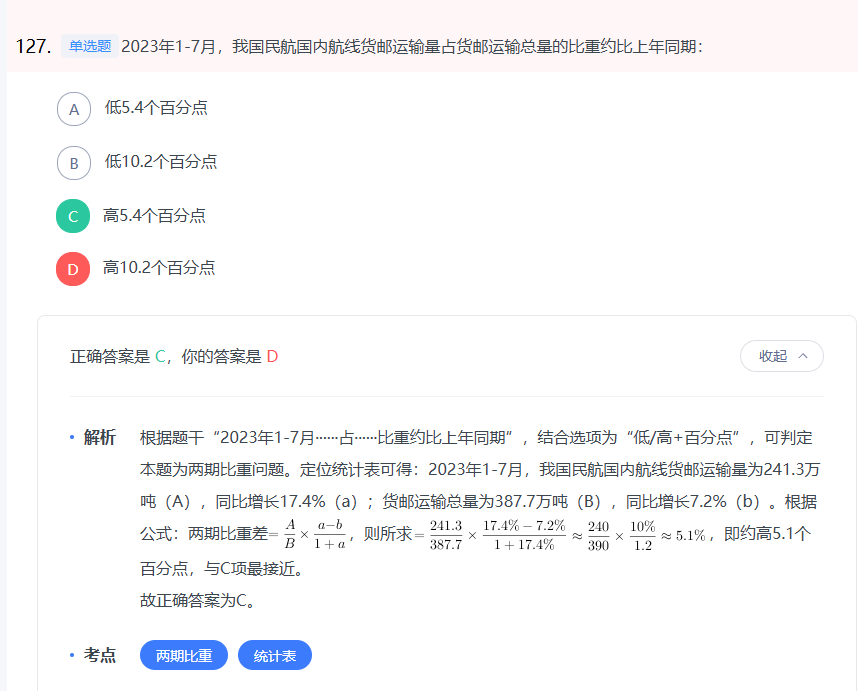 127. 单选题 2023年1-7月，我国民航国内航线货邮运输量占货邮运输总量的比重约比上年同期：
A 低5.4个百分点
B 低10.2个百分点
C 高5.4个百分点
D 高10.2个百分点
正确答案是 C，你的答案是 D 收起
• 解析 根据题干“2023年1-7月……占……比重约比上年同期”，结合选项为“低/高+百分点”，可判定
本题为两期比重问题。定位统计表可得：2023年1-7月，我国民航国内航线货邮运输量为241.3万
吨（A），同比增长17.4%（a）；货邮运输总量为387.7万吨（B），同比增长7.2%（b）。根据
公式：两期比重差=A/B×(a−b)/(1+a)，则所求=241.3/387.7×(17.4%−7.2%)/(1+17.4%)≈240/390×10%/1.2≈5.1%，即约高5.1个
百分点，与C项最接近。
故正确答案为C。
• 考点 两期比重 统计表